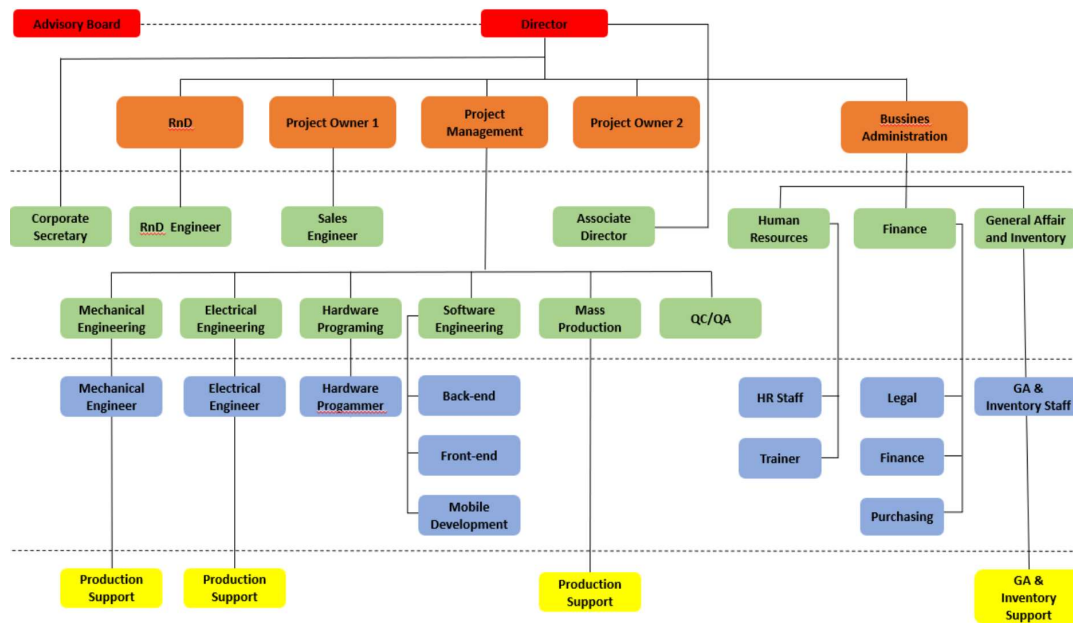 Advisory Board
Director
RnD
Project Owner 1
Project
Management
Project Owner 2
Bussines
Administration
Corporate
Secretary
RnD Engineer
Sales
Engineer
Associate
Director
Human
Resources
Finance
General Affair
and Inventory
Mechanical
Engineering
Electrical
Engineering
Hardware
Programing
Software
Engineering
Mass
Production
QC/QA
Mechanical
Engineer
Electrical
Engineer
Hardware
Progammer
Back-end
HR Staff
Legal
GA &
Inventory Staff
Front-end
Trainer
Finance
Mobile
Development
Purchasing
Production
Support
Production
Support
Production
Support
GA &
Inventory
Support